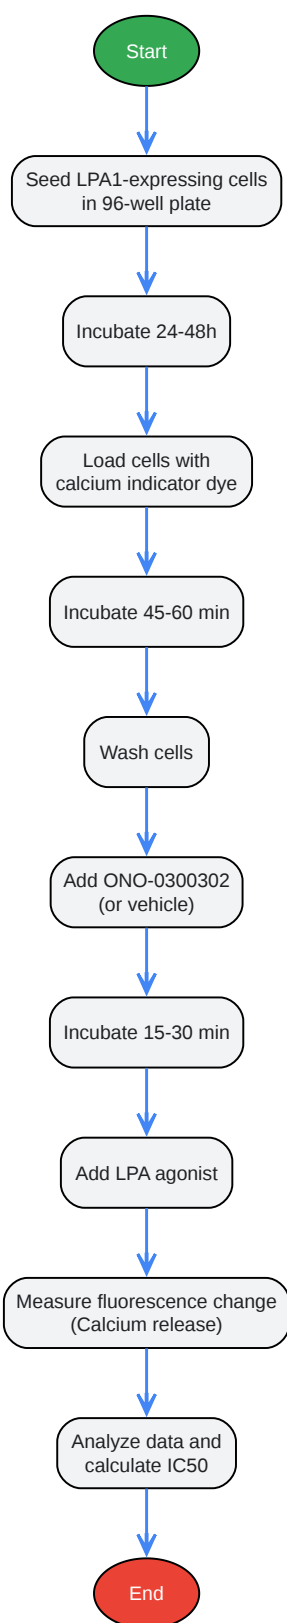 Start
Seed LPA1-expressing cells
in 96-well plate
Incubate 24-48h
Load cells with
calcium indicator dye
Incubate 45-60 min
Wash cells
Add ONO-0300302
(or vehicle)
Incubate 15-30 min
Add LPA agonist
Measure fluorescence change
(Calcium release)
Analyze data and
calculate IC50
End